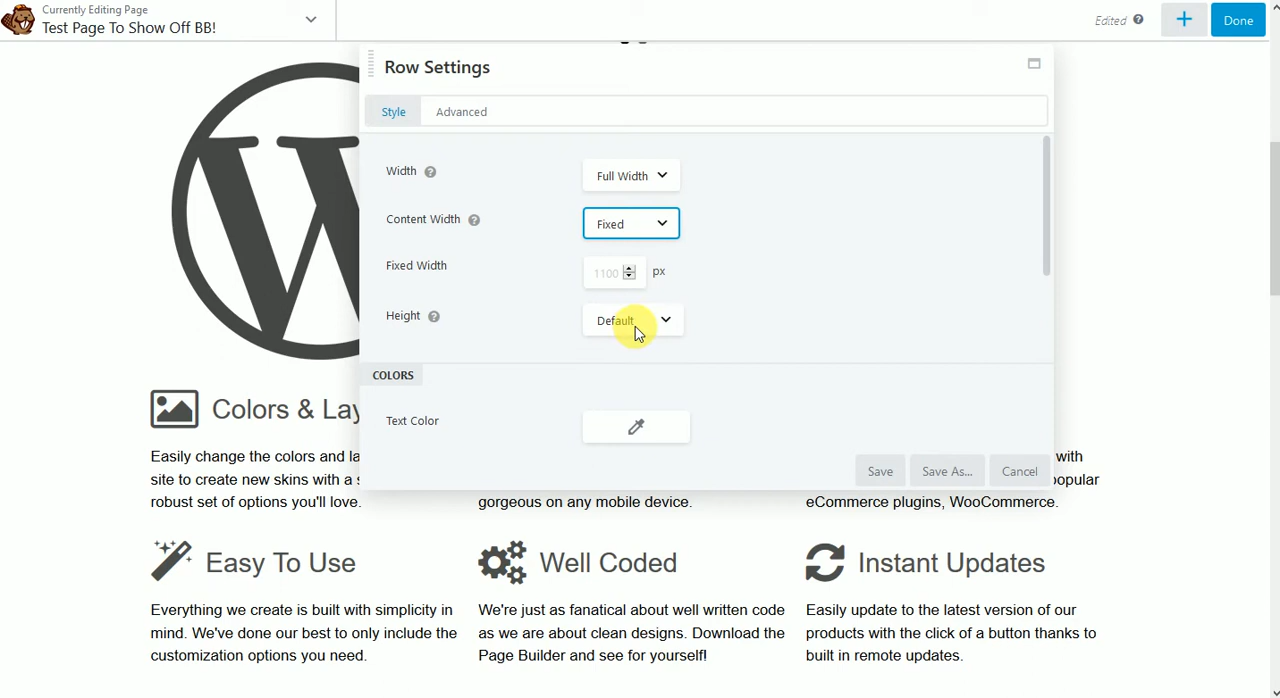 Currently Editing Page
Test Page To Show Off BB!
Edited
Done
Row Settings
Style
Advanced
Width
Full Width
Content Width
Fixed
Fixed Width
1100
px
Height
Default
COLORS
Text Color
Save
Save As...
Cancel
Colors & Lay
Easily change the colors and la
site to create new skins with a s
robust set of options you'll love.
gorgeous on any mobile device.
with
popular
eCommerce plugins, WooCommerce.
Easy To Use
Everything we create is built with simplicity in
mind. We've done our best to only include the
customization options you need.
Well Coded
We're just as fanatical about well written code
as we are about clean designs. Download the
Page Builder and see for yourself!
Instant Updates
Easily update to the latest version of our
products with the click of a button thanks to
built in remote updates.